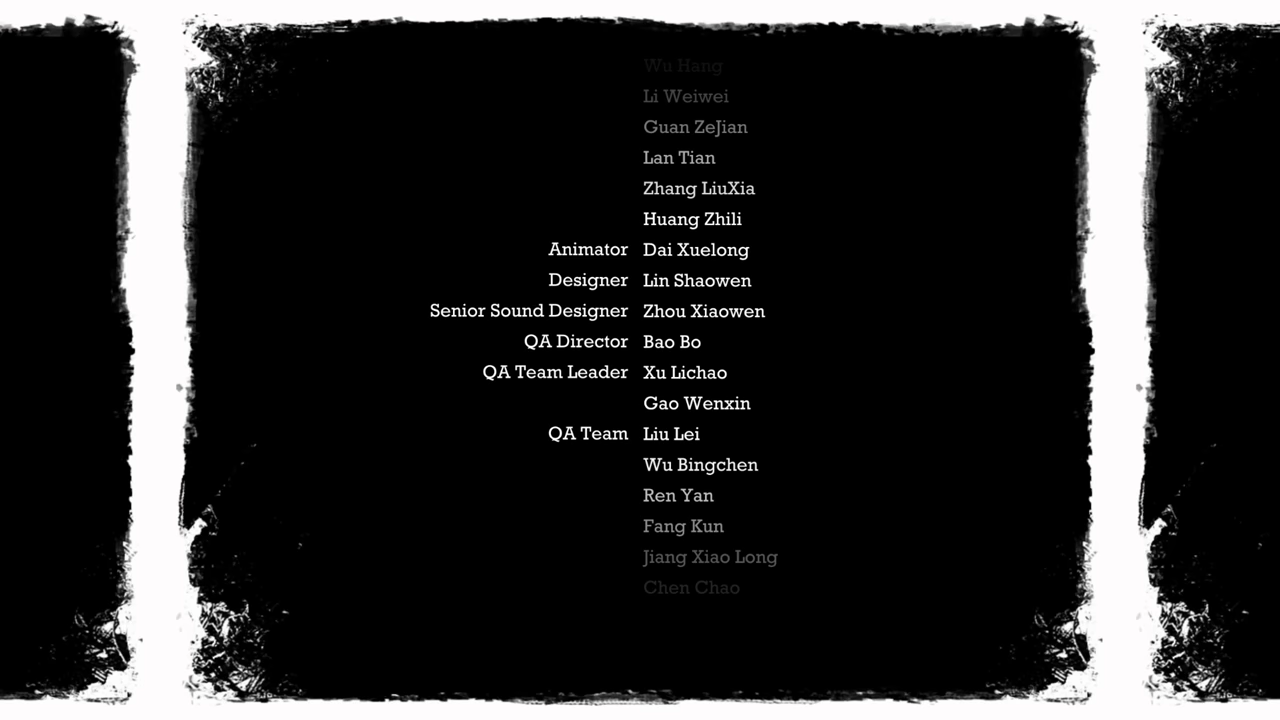 Wu Hang
Li Weiwei
Guan ZeJian
Lan Tian
Zhang LiuXia
Huang Zhili
Animator Dai Xuelong
Designer Lin Shaowen
Senior Sound Designer Zhou Xiaowen
QA Director Bao Bo
QA Team Leader Xu Lichao
Gao Wenxin
QA Team Liu Lei
Wu Bingchen
Ren Yan
Fang Kun
Jiang Xiao Long
Chen Chao